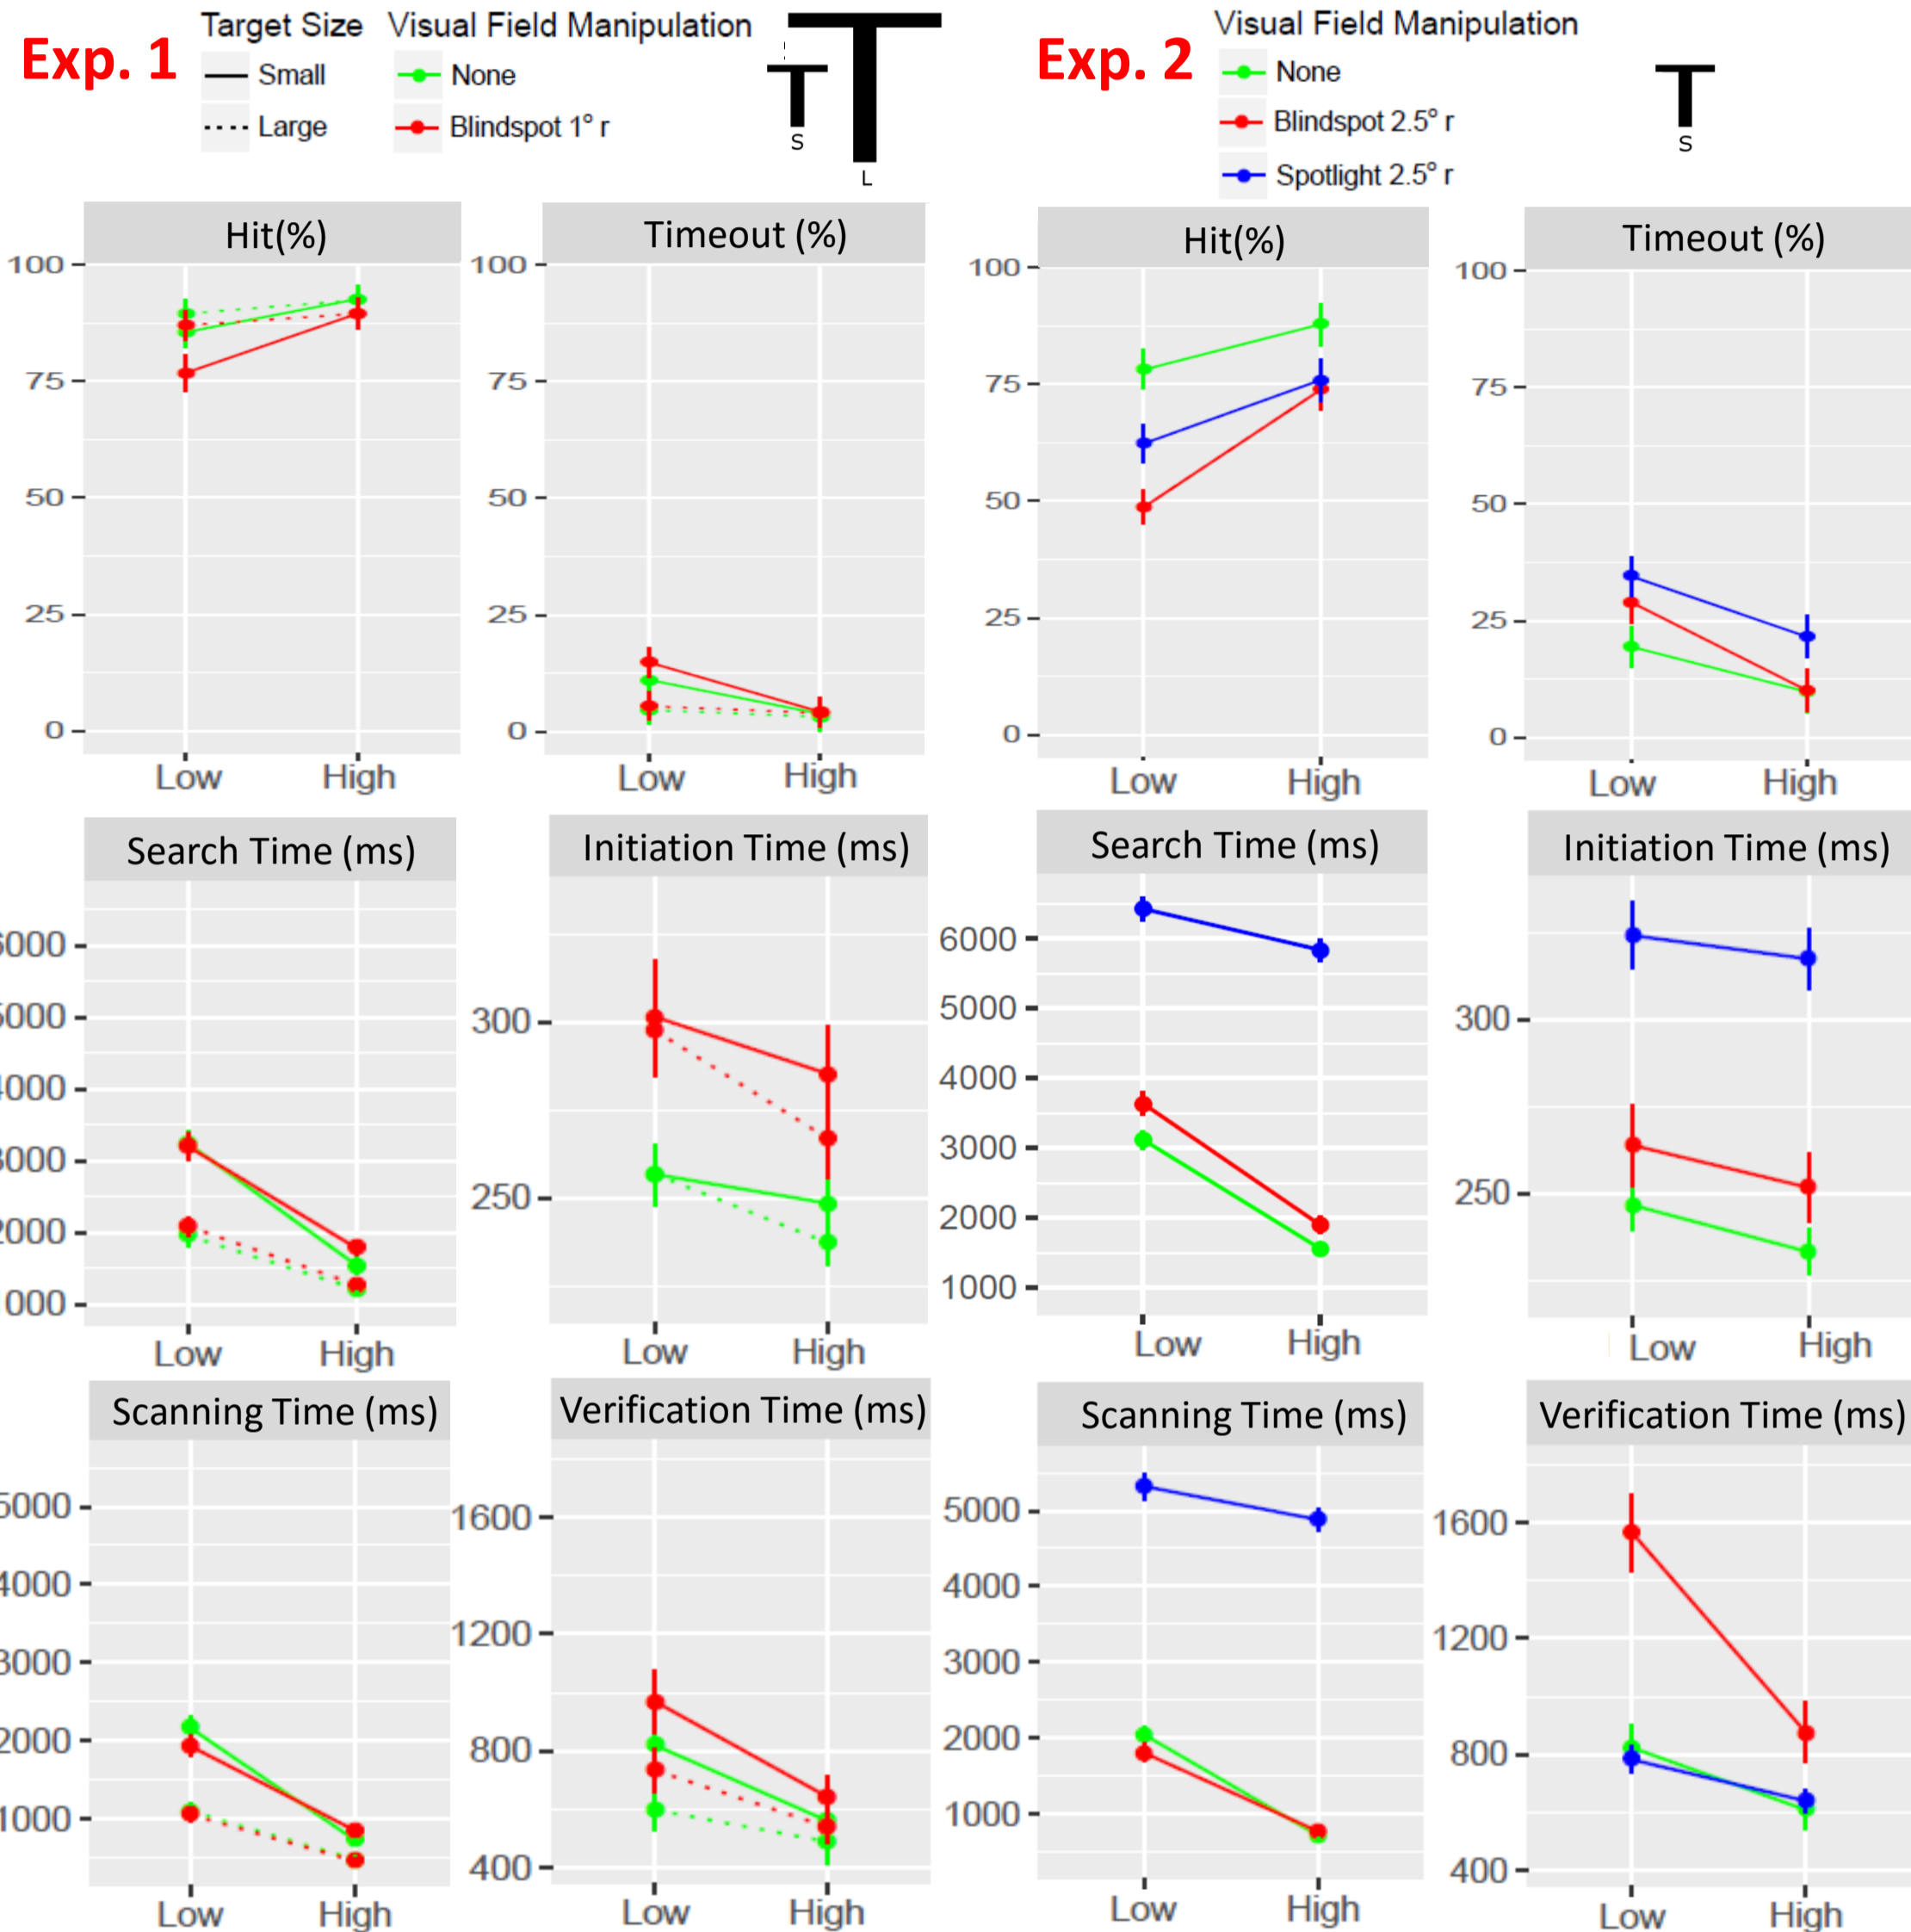 Exp. 1
Target Size
Small
Large
Visual Field Manipulation
None
Blindspot 1° r
S
L
Exp. 2
Visual Field Manipulation
None
Blindspot 2.5° r
Spotlight 2.5° r
S
Hit(%)
100
75
50
25
0
Low High
Timeout (%)
100
75
50
25
0
Low High
Hit(%)
100
75
50
25
0
Low High
Timeout (%)
100
75
50
25
0
Low High
Search Time (ms)
6000
5000
4000
3000
2000
000
Low High
Initiation Time (ms)
300
250
Low High
Search Time (ms)
6000
5000
4000
3000
2000
1000
Low High
Initiation Time (ms)
300
250
Low High
Scanning Time (ms)
5000
4000
3000
2000
1000
Low High
Verification Time (ms)
1600
1200
800
400
Low High
Scanning Time (ms)
5000
4000
3000
2000
1000
Low High
Verification Time (ms)
1600
1200
800
400
Low High